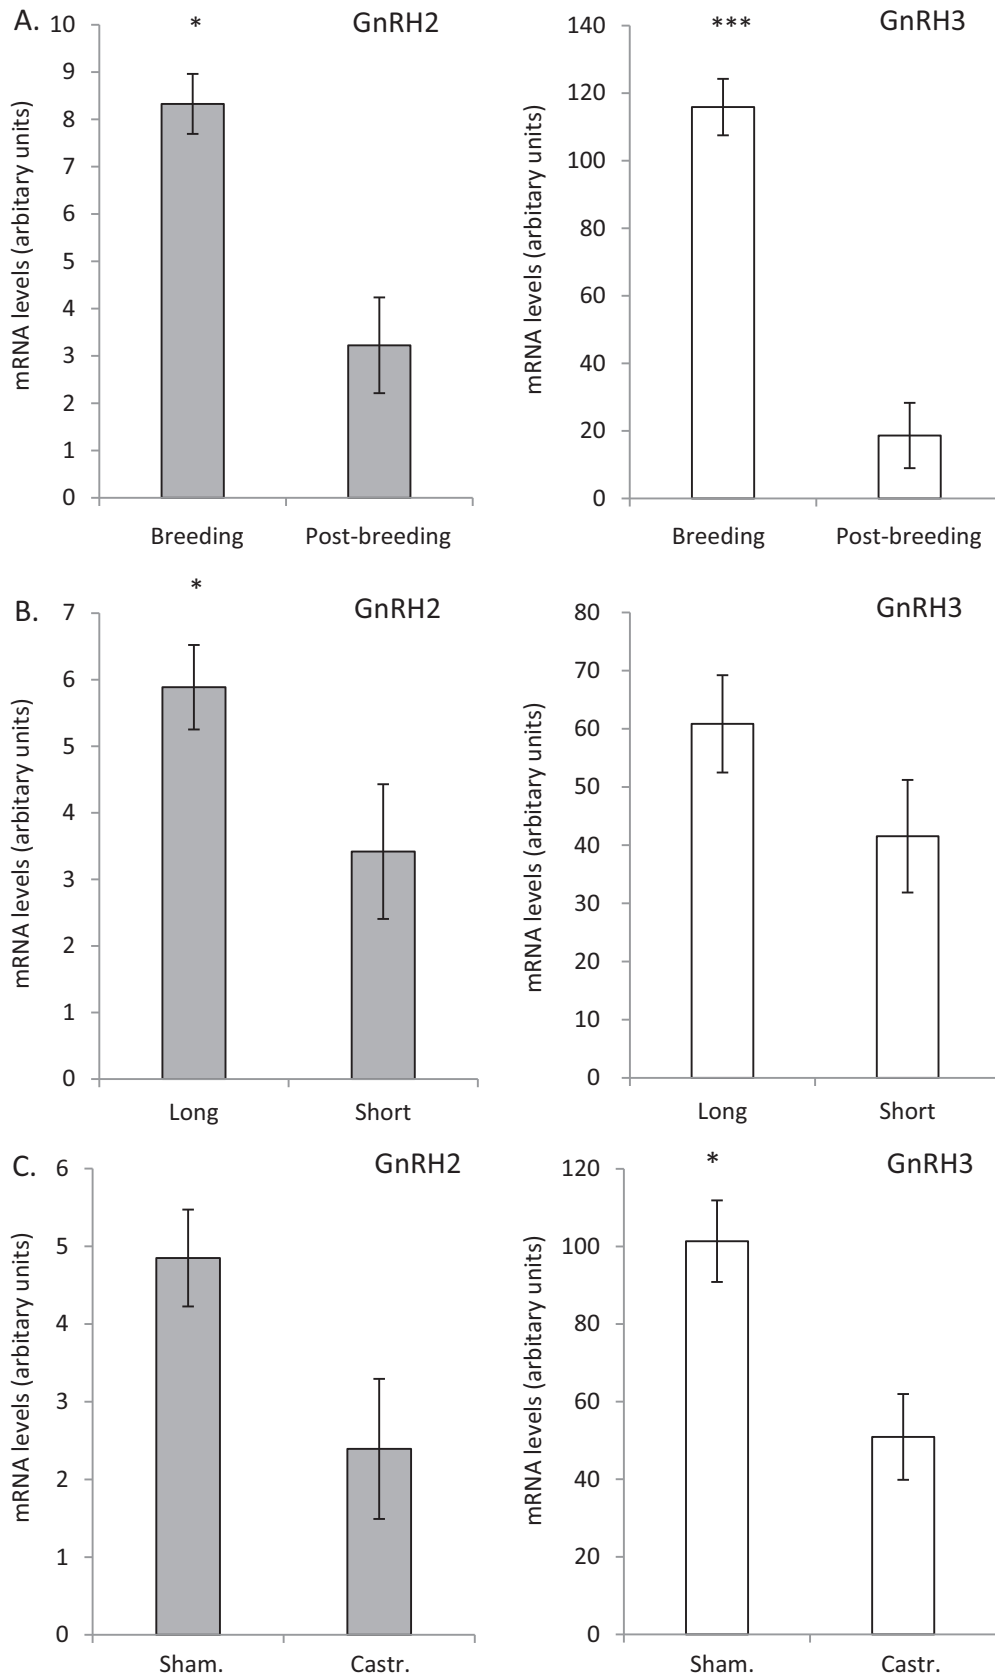 A.
GnRH2
*
mRNA levels (arbitary units)
10
9
8
7
6
5
4
3
2
1
0
Breeding Post-breeding
GnRH3
***
mRNA levels (arbitary units)
140
120
100
80
60
40
20
0
Breeding Post-breeding
B.
GnRH2
*
mRNA levels (arbitary units)
7
6
5
4
3
2
1
0
Long Short
GnRH3
mRNA levels (arbitary units)
80
70
60
50
40
30
20
10
0
Long Short
C.
GnRH2
mRNA levels (arbitary units)
6
5
4
3
2
1
0
Sham. Castr.
GnRH3
*
mRNA levels (arbitary units)
120
100
80
60
40
20
0
Sham. Castr.